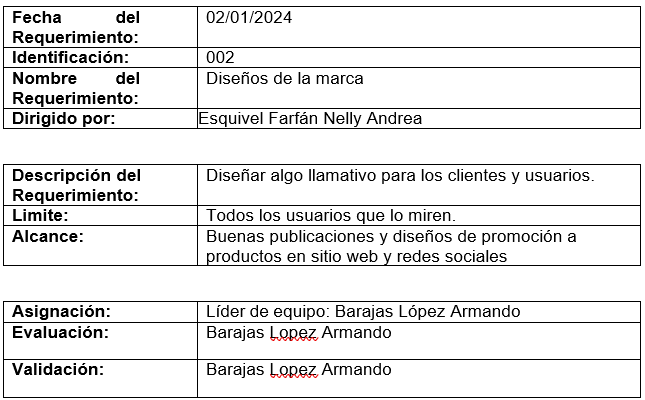 Fecha del 02/01/2024
Requerimiento:
Identificación: 002
Nombre del Diseños de la marca
Requerimiento:
Dirigido por: Esquivel Farfán Nelly Andrea
Descripción del Diseñar algo llamativo para los clientes y usuarios.
Requerimiento:
Limite: Todos los usuarios que lo miren.
Alcance: Buenas publicaciones y diseños de promoción a
productos en sitio web y redes sociales
Asignación: Líder de equipo: Barajas López Armando
Evaluación: Barajas Lopez Armando
Validación: Barajas Lopez Armando